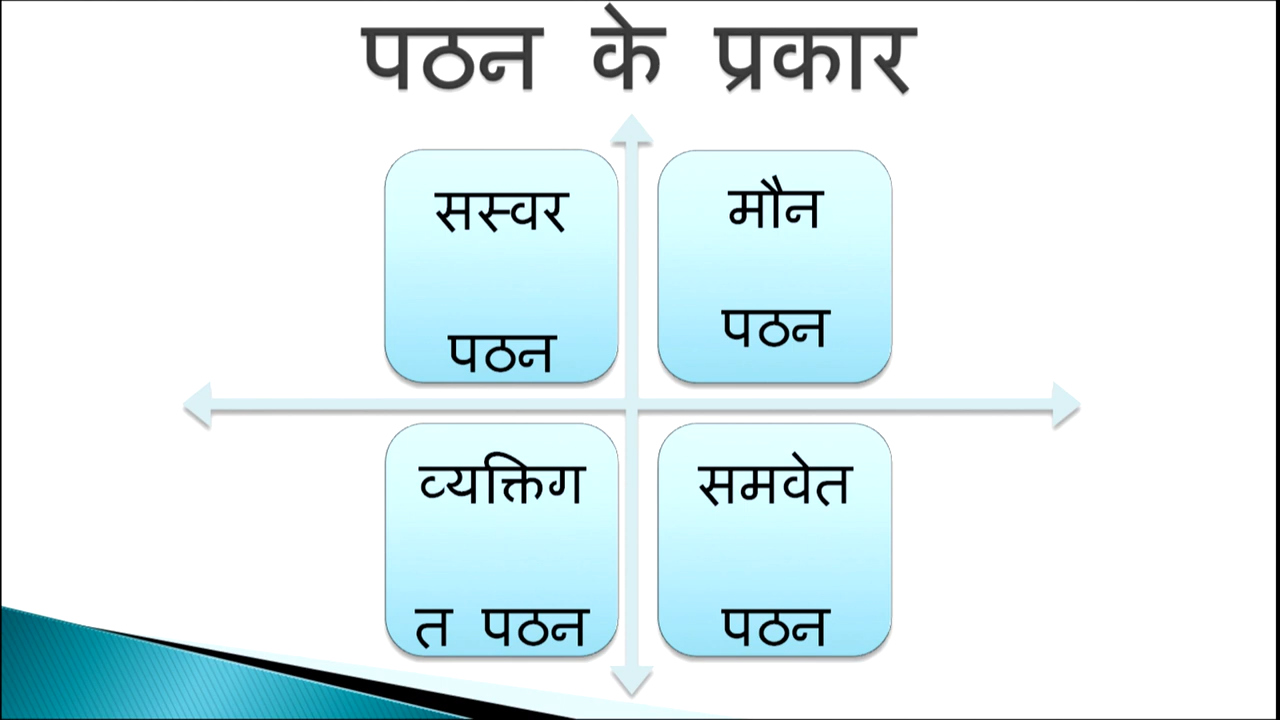 पठन के प्रकार
सस्वर
पठन
मौन
पठन
व्यक्तिग
त पठन
समवेत
पठन